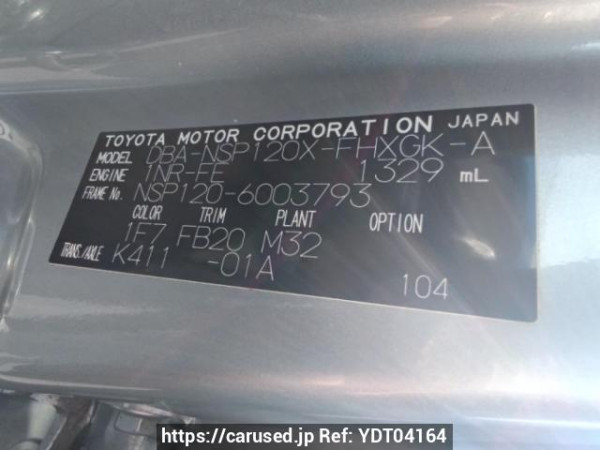 TOYOTA MOTOR CORPORATION JAPAN
MODEL DBA-NSP120X-FHXGK-A
ENGINE 1NR-FE 1329 mL
FRAME No. NSP120-6003793
COLOR TRIM PLANT OPTION
1F7 FB20 M32
TRANS./AXLE K411 -01A
104
https://carused.jp Ref: YDT04164